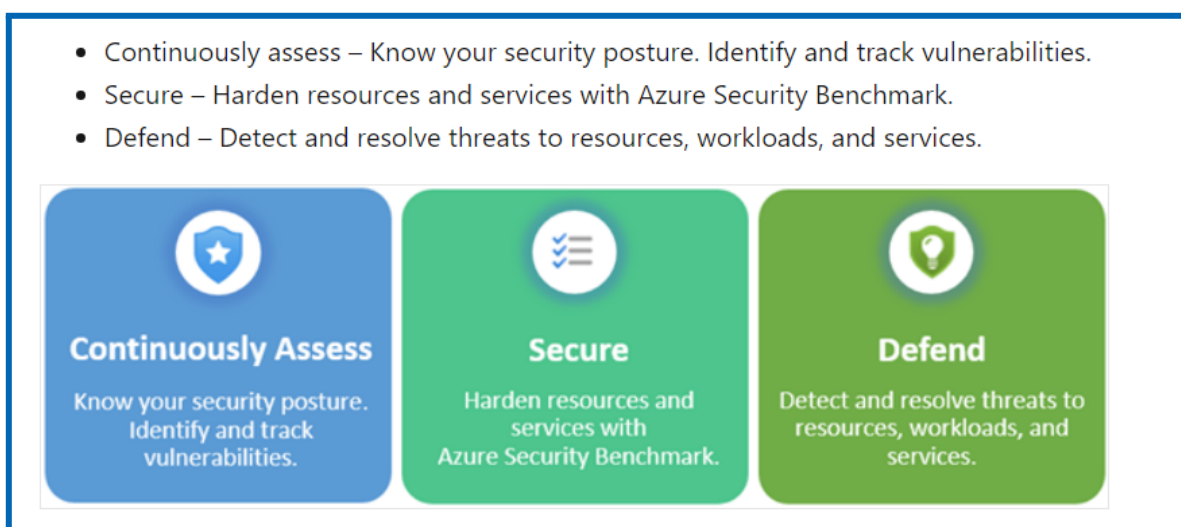 • Continuously assess – Know your security posture. Identify and track vulnerabilities.
• Secure – Harden resources and services with Azure Security Benchmark.
• Defend – Detect and resolve threats to resources, workloads, and services.
Continuously Assess
Know your security posture.
Identify and track
vulnerabilities.
Secure
Harden resources and
services with
Azure Security Benchmark.
Defend
Detect and resolve threats to
resources, workloads, and
services.